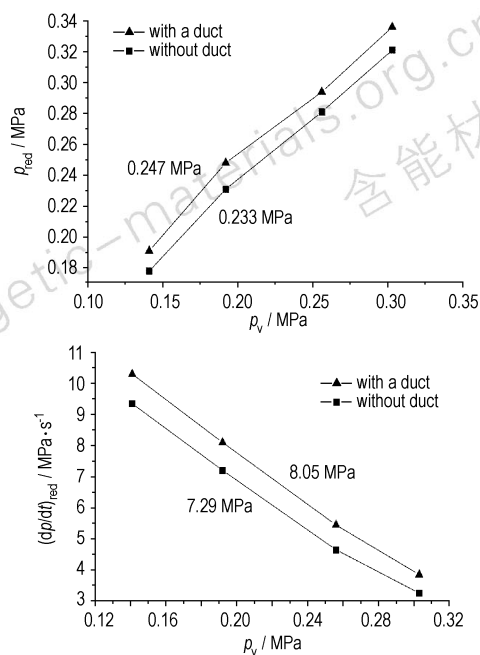 0.34
0.32
0.30
0.28
0.26
0.24
0.22
0.20
0.18
p_red / MPa
with a duct
without duct
0.247 MPa
0.233 MPa
0.10 0.15 0.20 0.25 0.30 0.35
p_v / MPa
getic-materials.org.cn
含能材
11
10
9
8
7
6
5
4
3
(dp/dt)_red / MPa·s⁻¹
with a duct
without duct
8.05 MPa
7.29 MPa
0.12 0.16 0.20 0.24 0.28 0.32
p_v / MPa